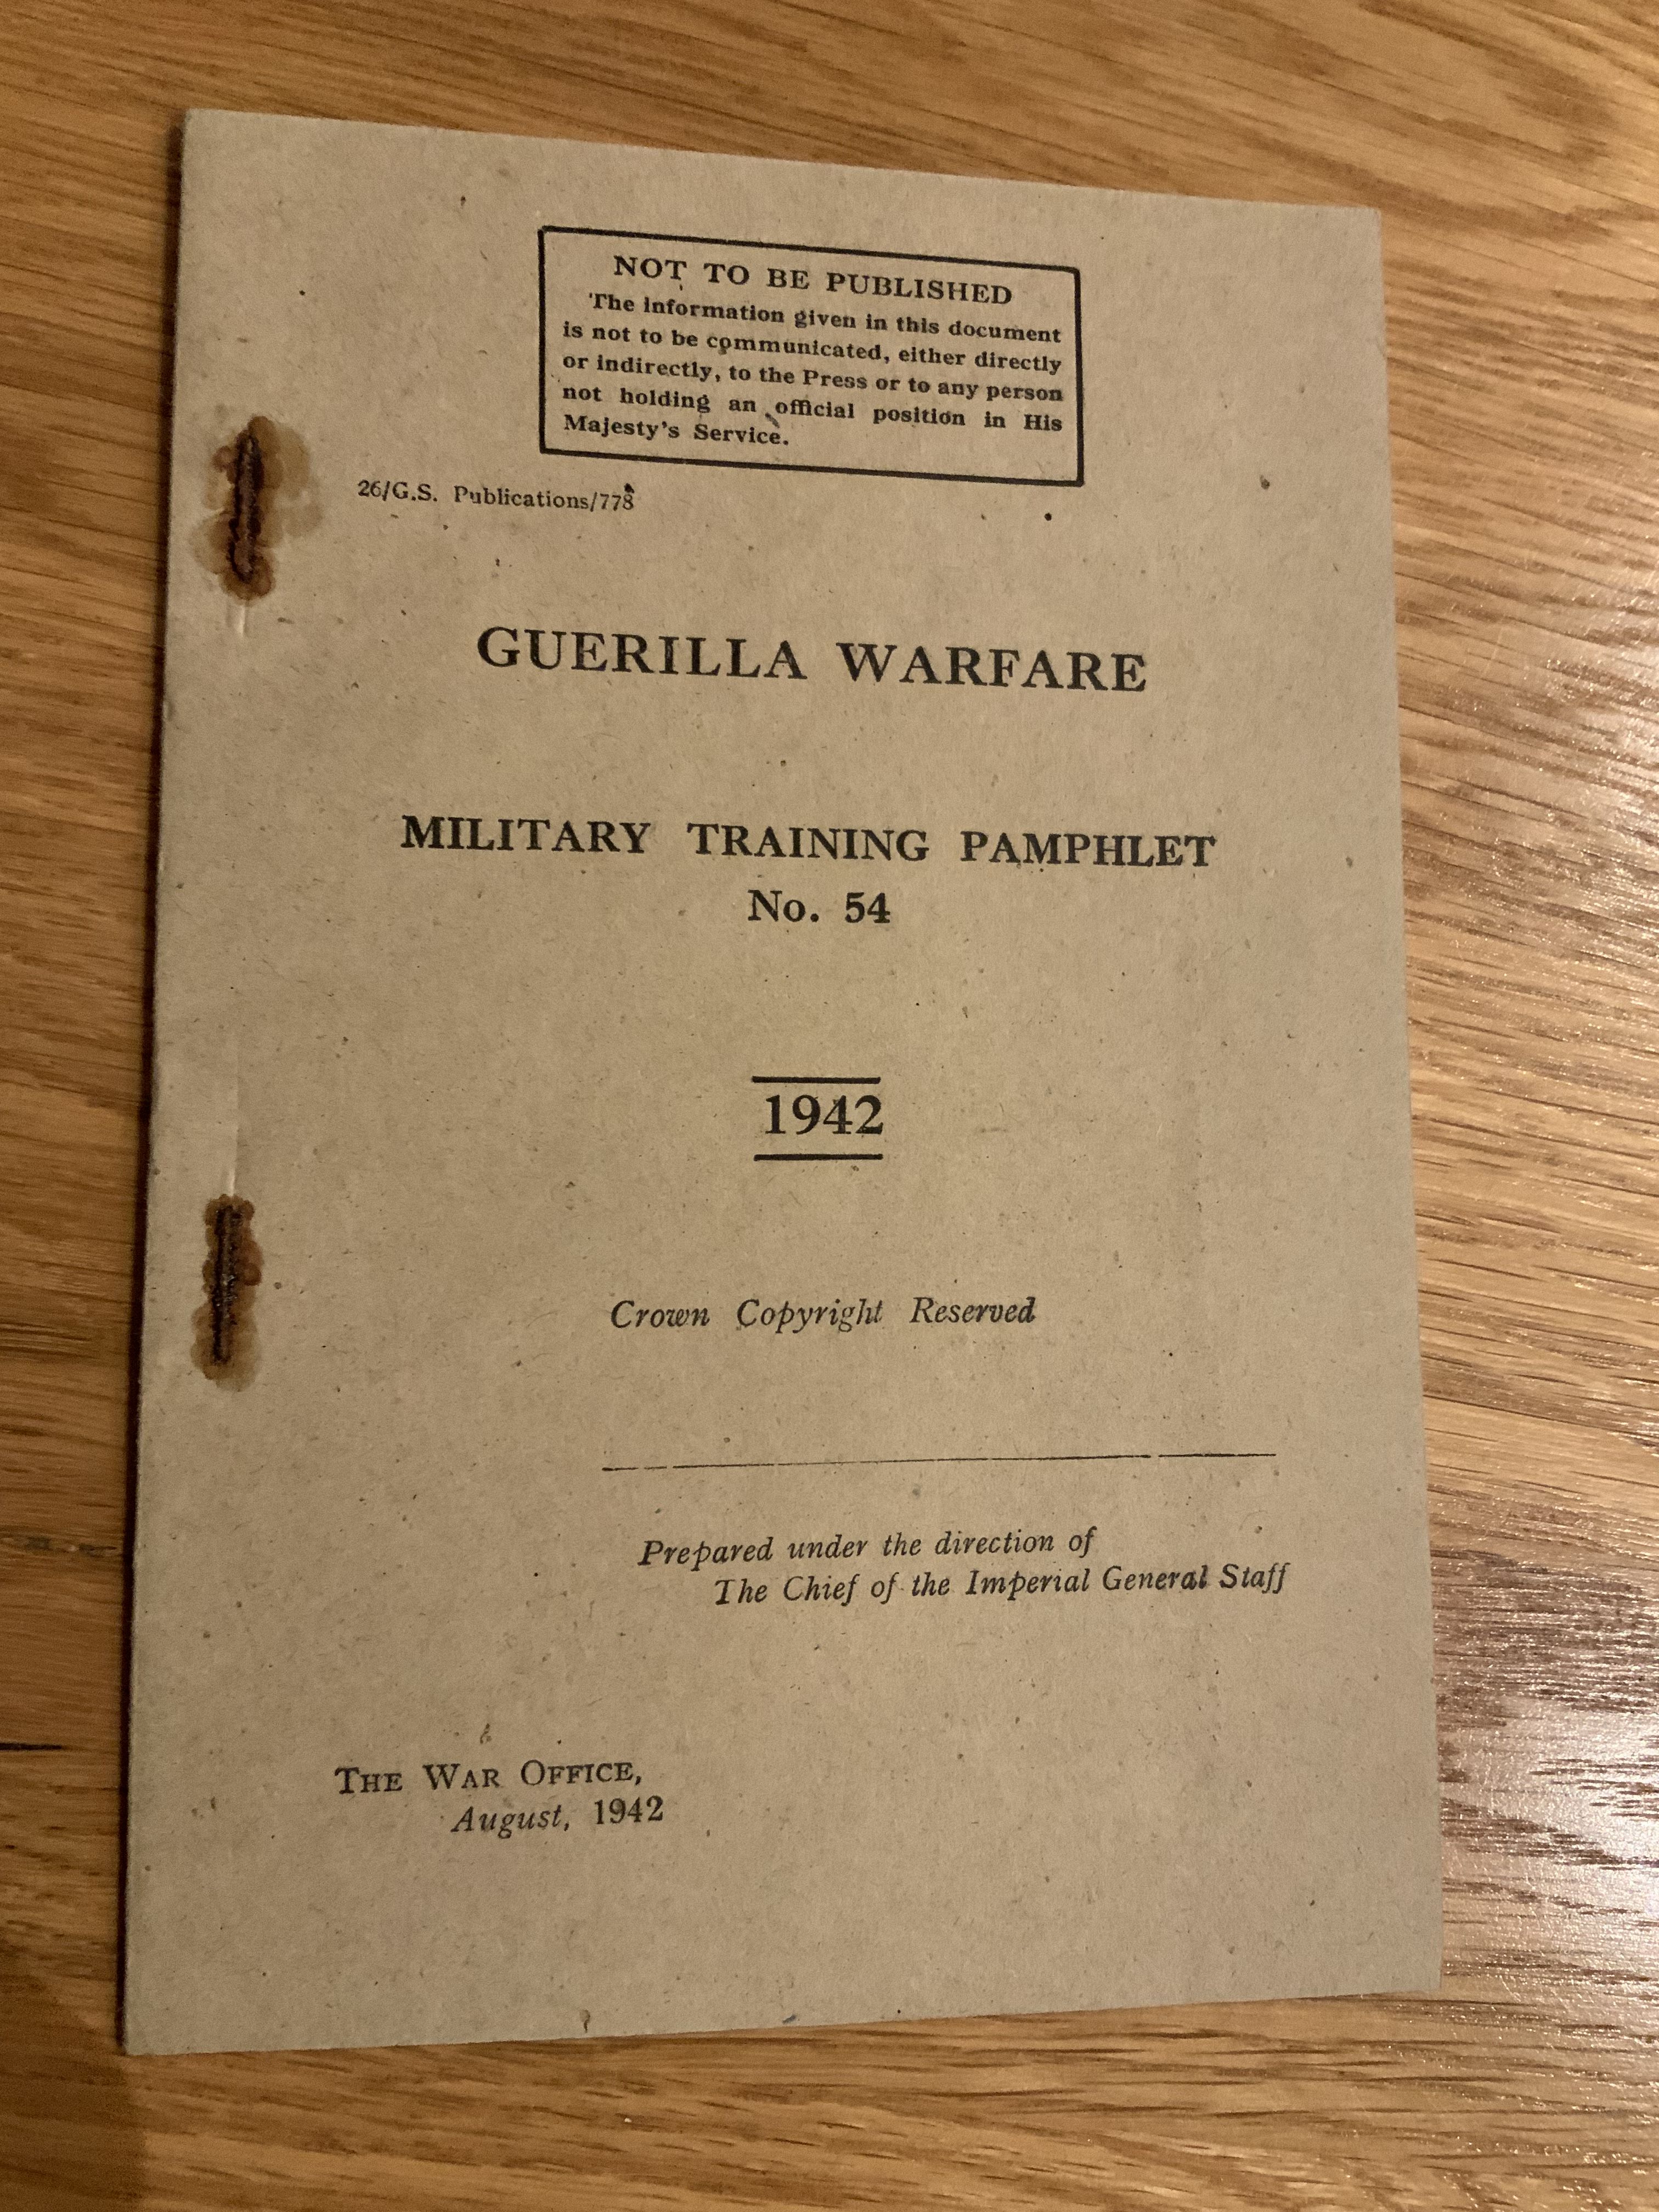 NOT TO BE PUBLISHED
The information given in this document
is not to be communicated, either directly
or indirectly, to the Press or to any person
not holding an official position in His
Majesty's Service.
26/G.S. Publications/778
GUERILLA WARFARE
MILITARY TRAINING PAMPHLET
No. 54
1942
Crown Copyright Reserved
Prepared under the direction of
The Chief of the Imperial General Staff
THE WAR OFFICE,
August, 1942